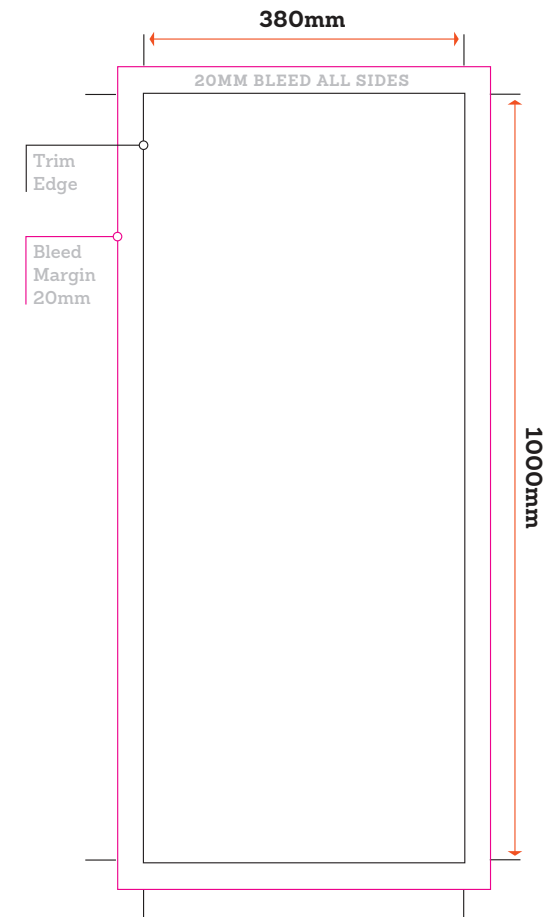 380mm
20MM BLEED ALL SIDES
Trim
Edge
Bleed
Margin
20mm
1000mm